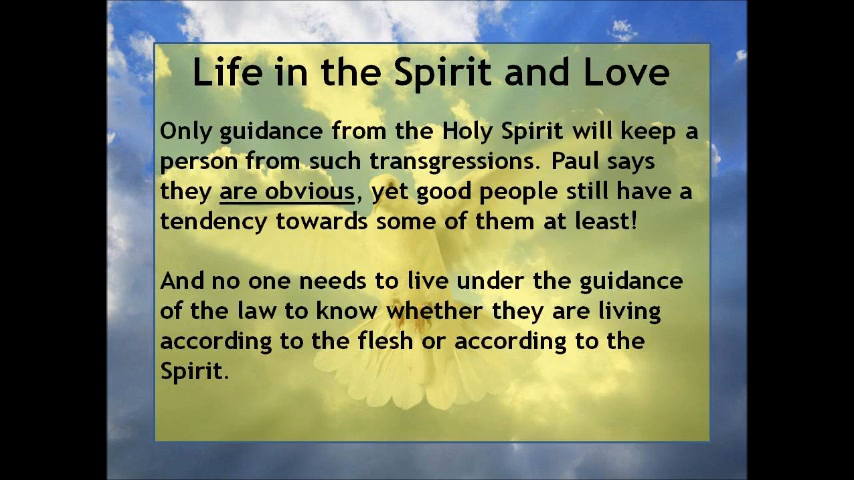 Life in the Spirit and Love
Only guidance from the Holy Spirit will keep a
person from such transgressions. Paul says
they are obvious, yet good people still have a
tendency towards some of them at least!
And no one needs to live under the guidance
of the law to know whether they are living
according to the flesh or according to the
Spirit.